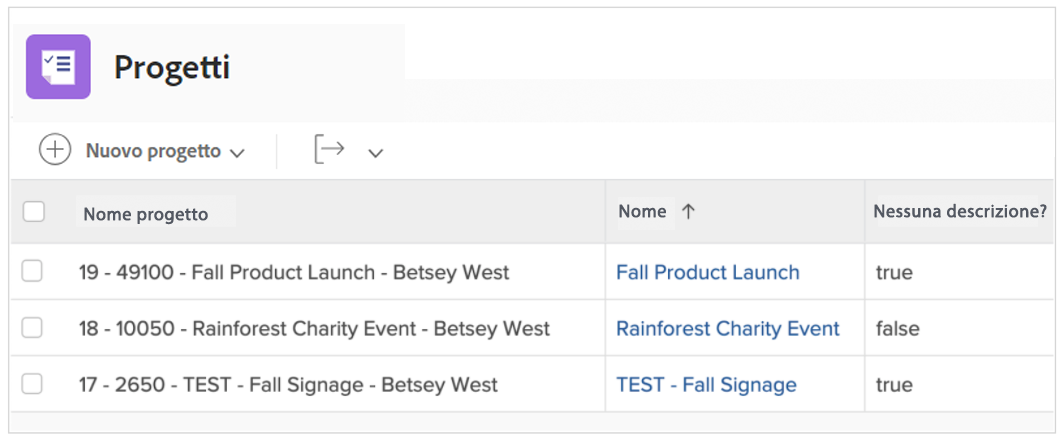 Progetti
Nuovo progetto
Nome progetto Nome Nessuna descrizione?
19 - 49100 - Fall Product Launch - Betsey West Fall Product Launch true
18 - 10050 - Rainforest Charity Event - Betsey West Rainforest Charity Event false
17 - 2650 - TEST - Fall Signage - Betsey West TEST - Fall Signage true